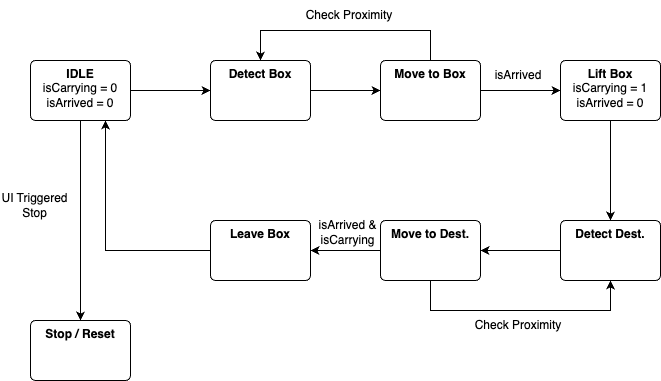 Check Proximity
IDLE
isCarrying = 0
isArrived = 0
Detect Box
Move to Box
isArrived
Lift Box
isCarrying = 1
isArrived = 0
UI Triggered
Stop
Leave Box
isArrived &
isCarrying
Move to Dest.
Detect Dest.
Check Proximity
Stop / Reset